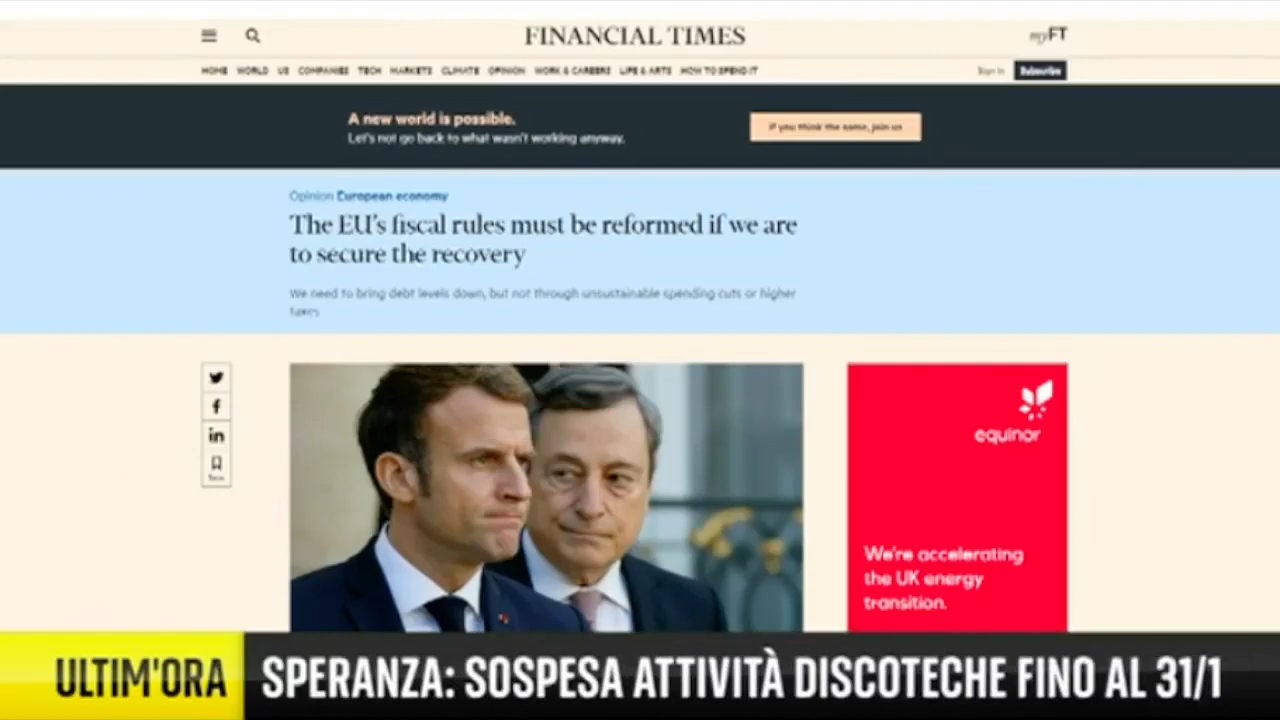 FINANCIAL TIMES
myFT
HOME WORLD US COMPANIES TECH MARKETS CLIMATE OPINION WORK & CAREERS LIFE & ARTS HOW TO SPEND IT
Sign In Subscribe
A new world is possible.
Let's not go back to what wasn't working anyway.
If you think the same, join us
Opinion European economy
The EU's fiscal rules must be reformed if we are
to secure the recovery
We need to bring debt levels down, but not through unsustainable spending cuts or higher
taxes
in
Save
equinor
We're accelerating
the UK energy
transition.
ULTIM'ORA SPERANZA: SOSPESA ATTIVITÀ DISCOTECHE FINO AL 31/1